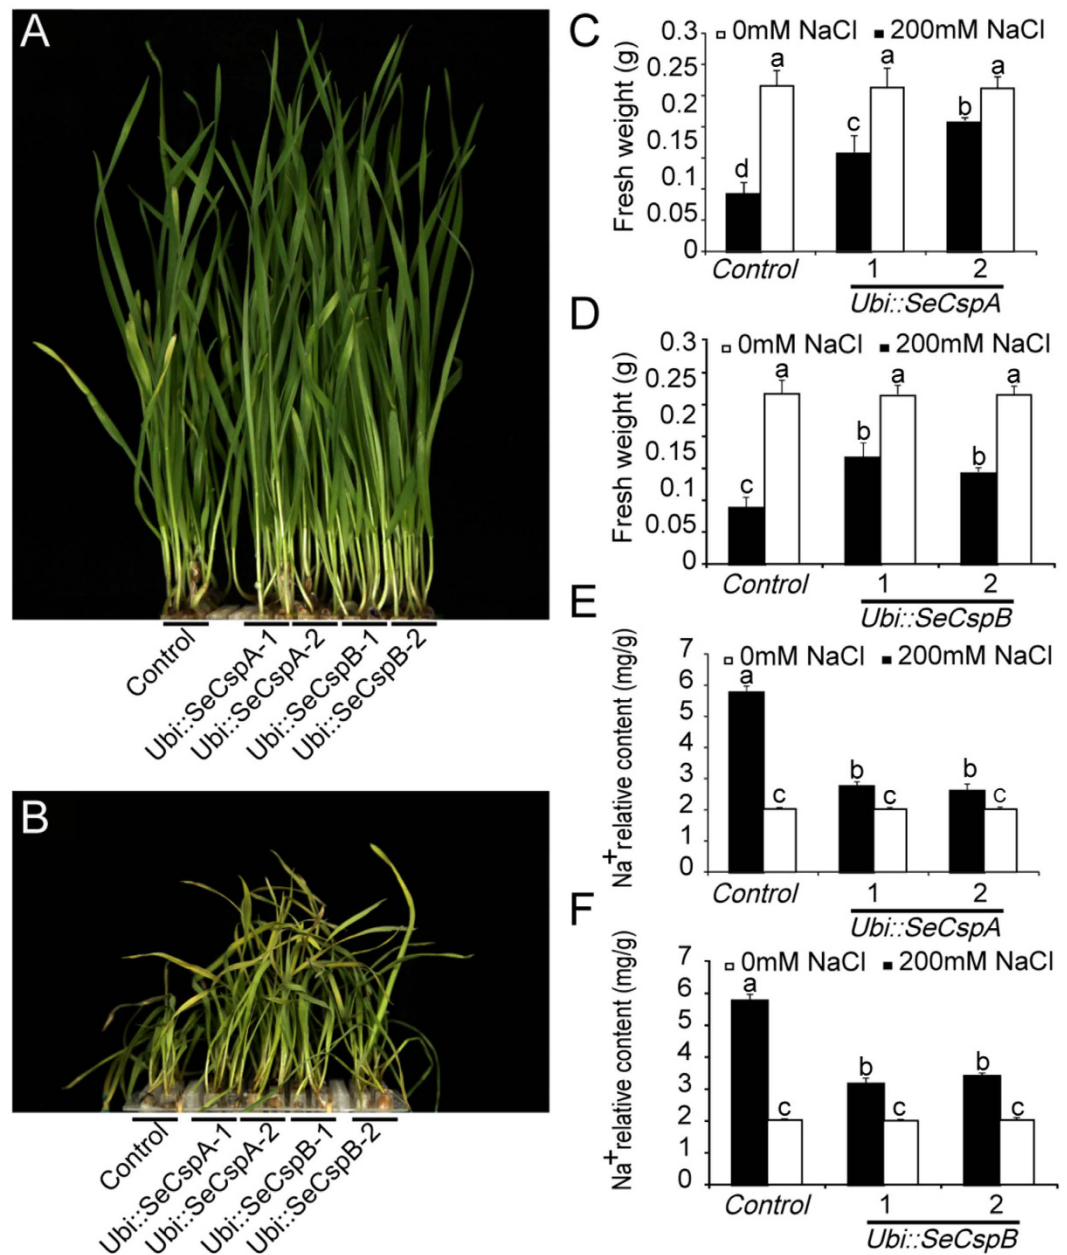 A
Control
Ubi::SeCspA-1
Ubi::SeCspA-2
Ubi::SeCspB-1
Ubi::SeCspB-2
B
Control
Ubi::SeCspA-1
Ubi::SeCspA-2
Ubi::SeCspB-1
Ubi::SeCspB-2
C
0mM NaCl 200mM NaCl
Fresh weight (g)
0.3
0.25
0.2
0.15
0.1
0.05
0
d a c a b a
Control 1 2
Ubi::SeCspA
D
0mM NaCl 200mM NaCl
Fresh weight (g)
0.3
0.25
0.2
0.15
0.1
0.05
0
c a b a b a
Control 1 2
Ubi::SeCspB
E
0mM NaCl 200mM NaCl
Na+relative content (mg/g)
7
6
5
4
3
2
1
0
a c b c b c
Control 1 2
Ubi::SeCspA
F
0mM NaCl 200mM NaCl
Na+relative content (mg/g)
7
6
5
4
3
2
1
0
a c b c b c
Control 1 2
Ubi::SeCspB